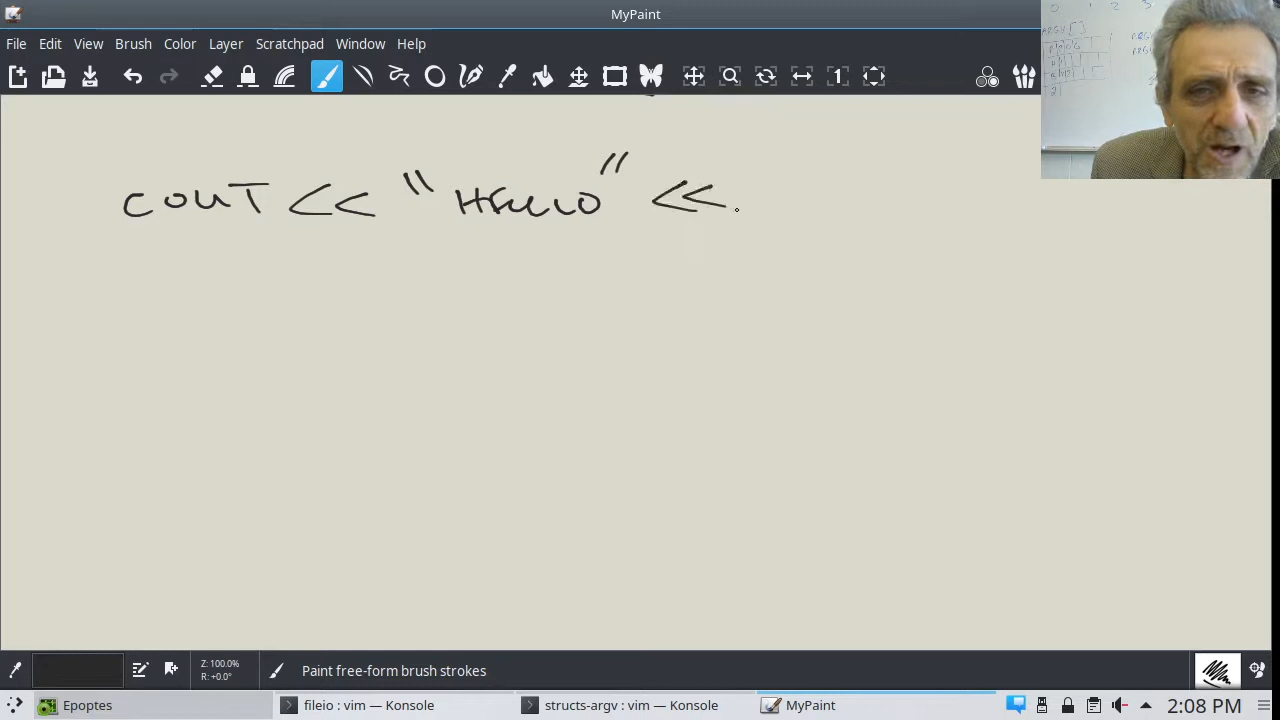 MyPaint
File Edit View Brush Color Layer Scratchpad Window Help
COUT << "HELLO" <<
Z: 100.0%
R: +0.0°
Paint free-form brush strokes
Epoptes
fileio : vim — Konsole
structs-argv : vim — Konsole
MyPaint
2:08 PM